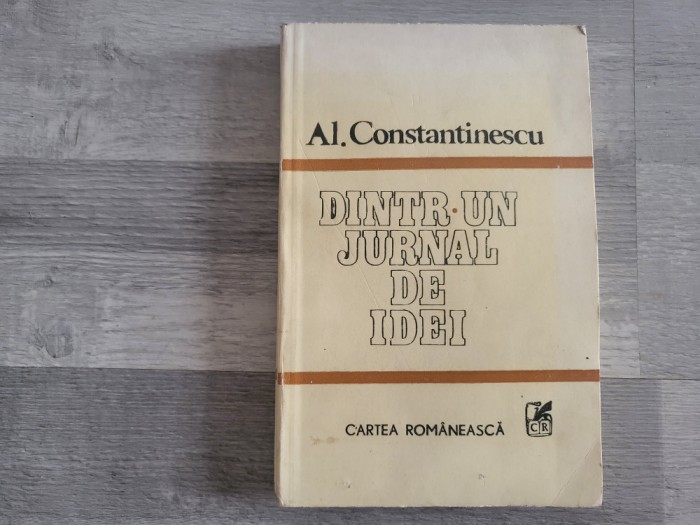 Al. Constantinescu
DINTR·UN
JURNAL
DE
IDEI
CARTEA ROMÂNEASCĂ
CR